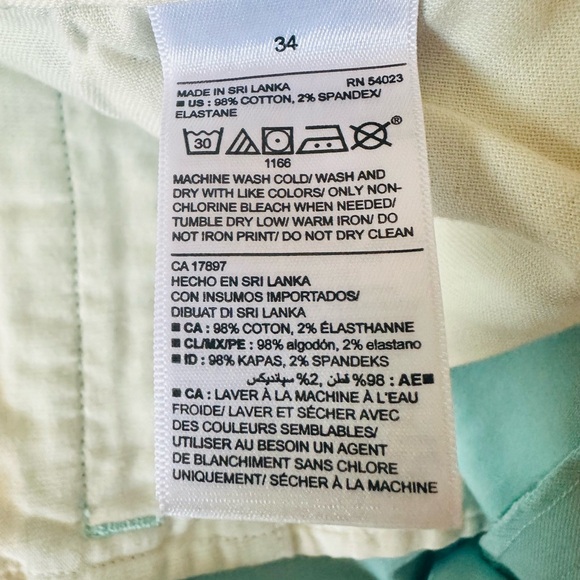 34
MADE IN SRI LANKA RN 54023
■ US : 98% COTTON, 2% SPANDEX/
ELASTANE
30 ®
1166
MACHINE WASH COLD/ WASH AND
DRY WITH LIKE COLORS/ ONLY NON-
CHLORINE BLEACH WHEN NEEDED/
TUMBLE DRY LOW/ WARM IRON/ DO
NOT IRON PRINT/ DO NOT DRY CLEAN
CA 17897
HECHO EN SRI LANKA
CON INSUMOS IMPORTADOS/
DIBUAT DI SRI LANKA
■ CA : 98% COTON, 2% ÉLASTHANNE
■ CL/MX/PE : 98% algodón, 2% elastano
■ ID : 98% KAPAS, 2% SPANDEKS
■ AE : 98% قطن, 2% سپانديكس
■ CA : LAVER À LA MACHINE À L'EAU
FROIDE/ LAVER ET SÉCHER AVEC
DES COULEURS SEMBLABLES/
UTILISER AU BESOIN UN AGENT
DE BLANCHIMENT SANS CHLORE
UNIQUEMENT/ SÉCHER À LA MACHINE